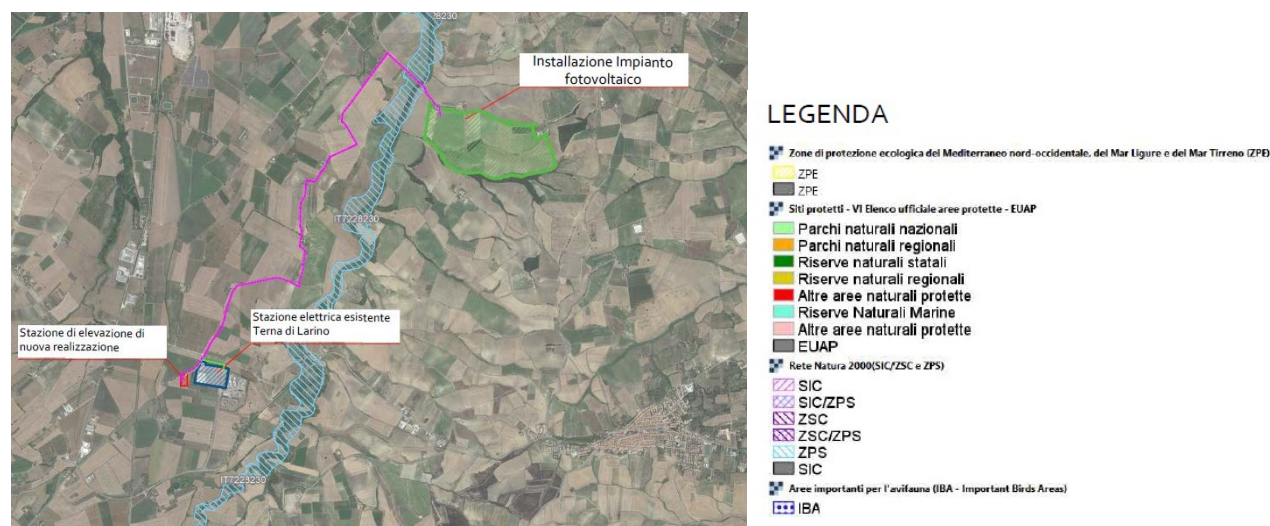 28230
Installazione Impianto
fotovoltaico
IT7228230
Stazione elettrica esistente
Terna di Larino
Stazione di elevazione di
nuova realizzazione
IT7228230
LEGENDA
Zone di protezione ecologica del Mediterraneo nord-occidentale, del Mar Ligure e del Mar Tirreno (ZPE)
ZPE
ZPE
Siti protetti - VI Elenco ufficiale aree protette - EUAP
Parchi naturali nazionali
Parchi naturali regionali
Riserve naturali statali
Riserve naturali regionali
Altre aree naturali protette
Riserve Naturali Marine
Altre aree naturali protette
EUAP
Rete Natura 2000(SIC/ZSC e ZPS)
SIC
SIC/ZPS
ZSC
ZSC/ZPS
ZPS
SIC
Aree importanti per l'avifauna (IBA - Important Birds Areas)
IBA